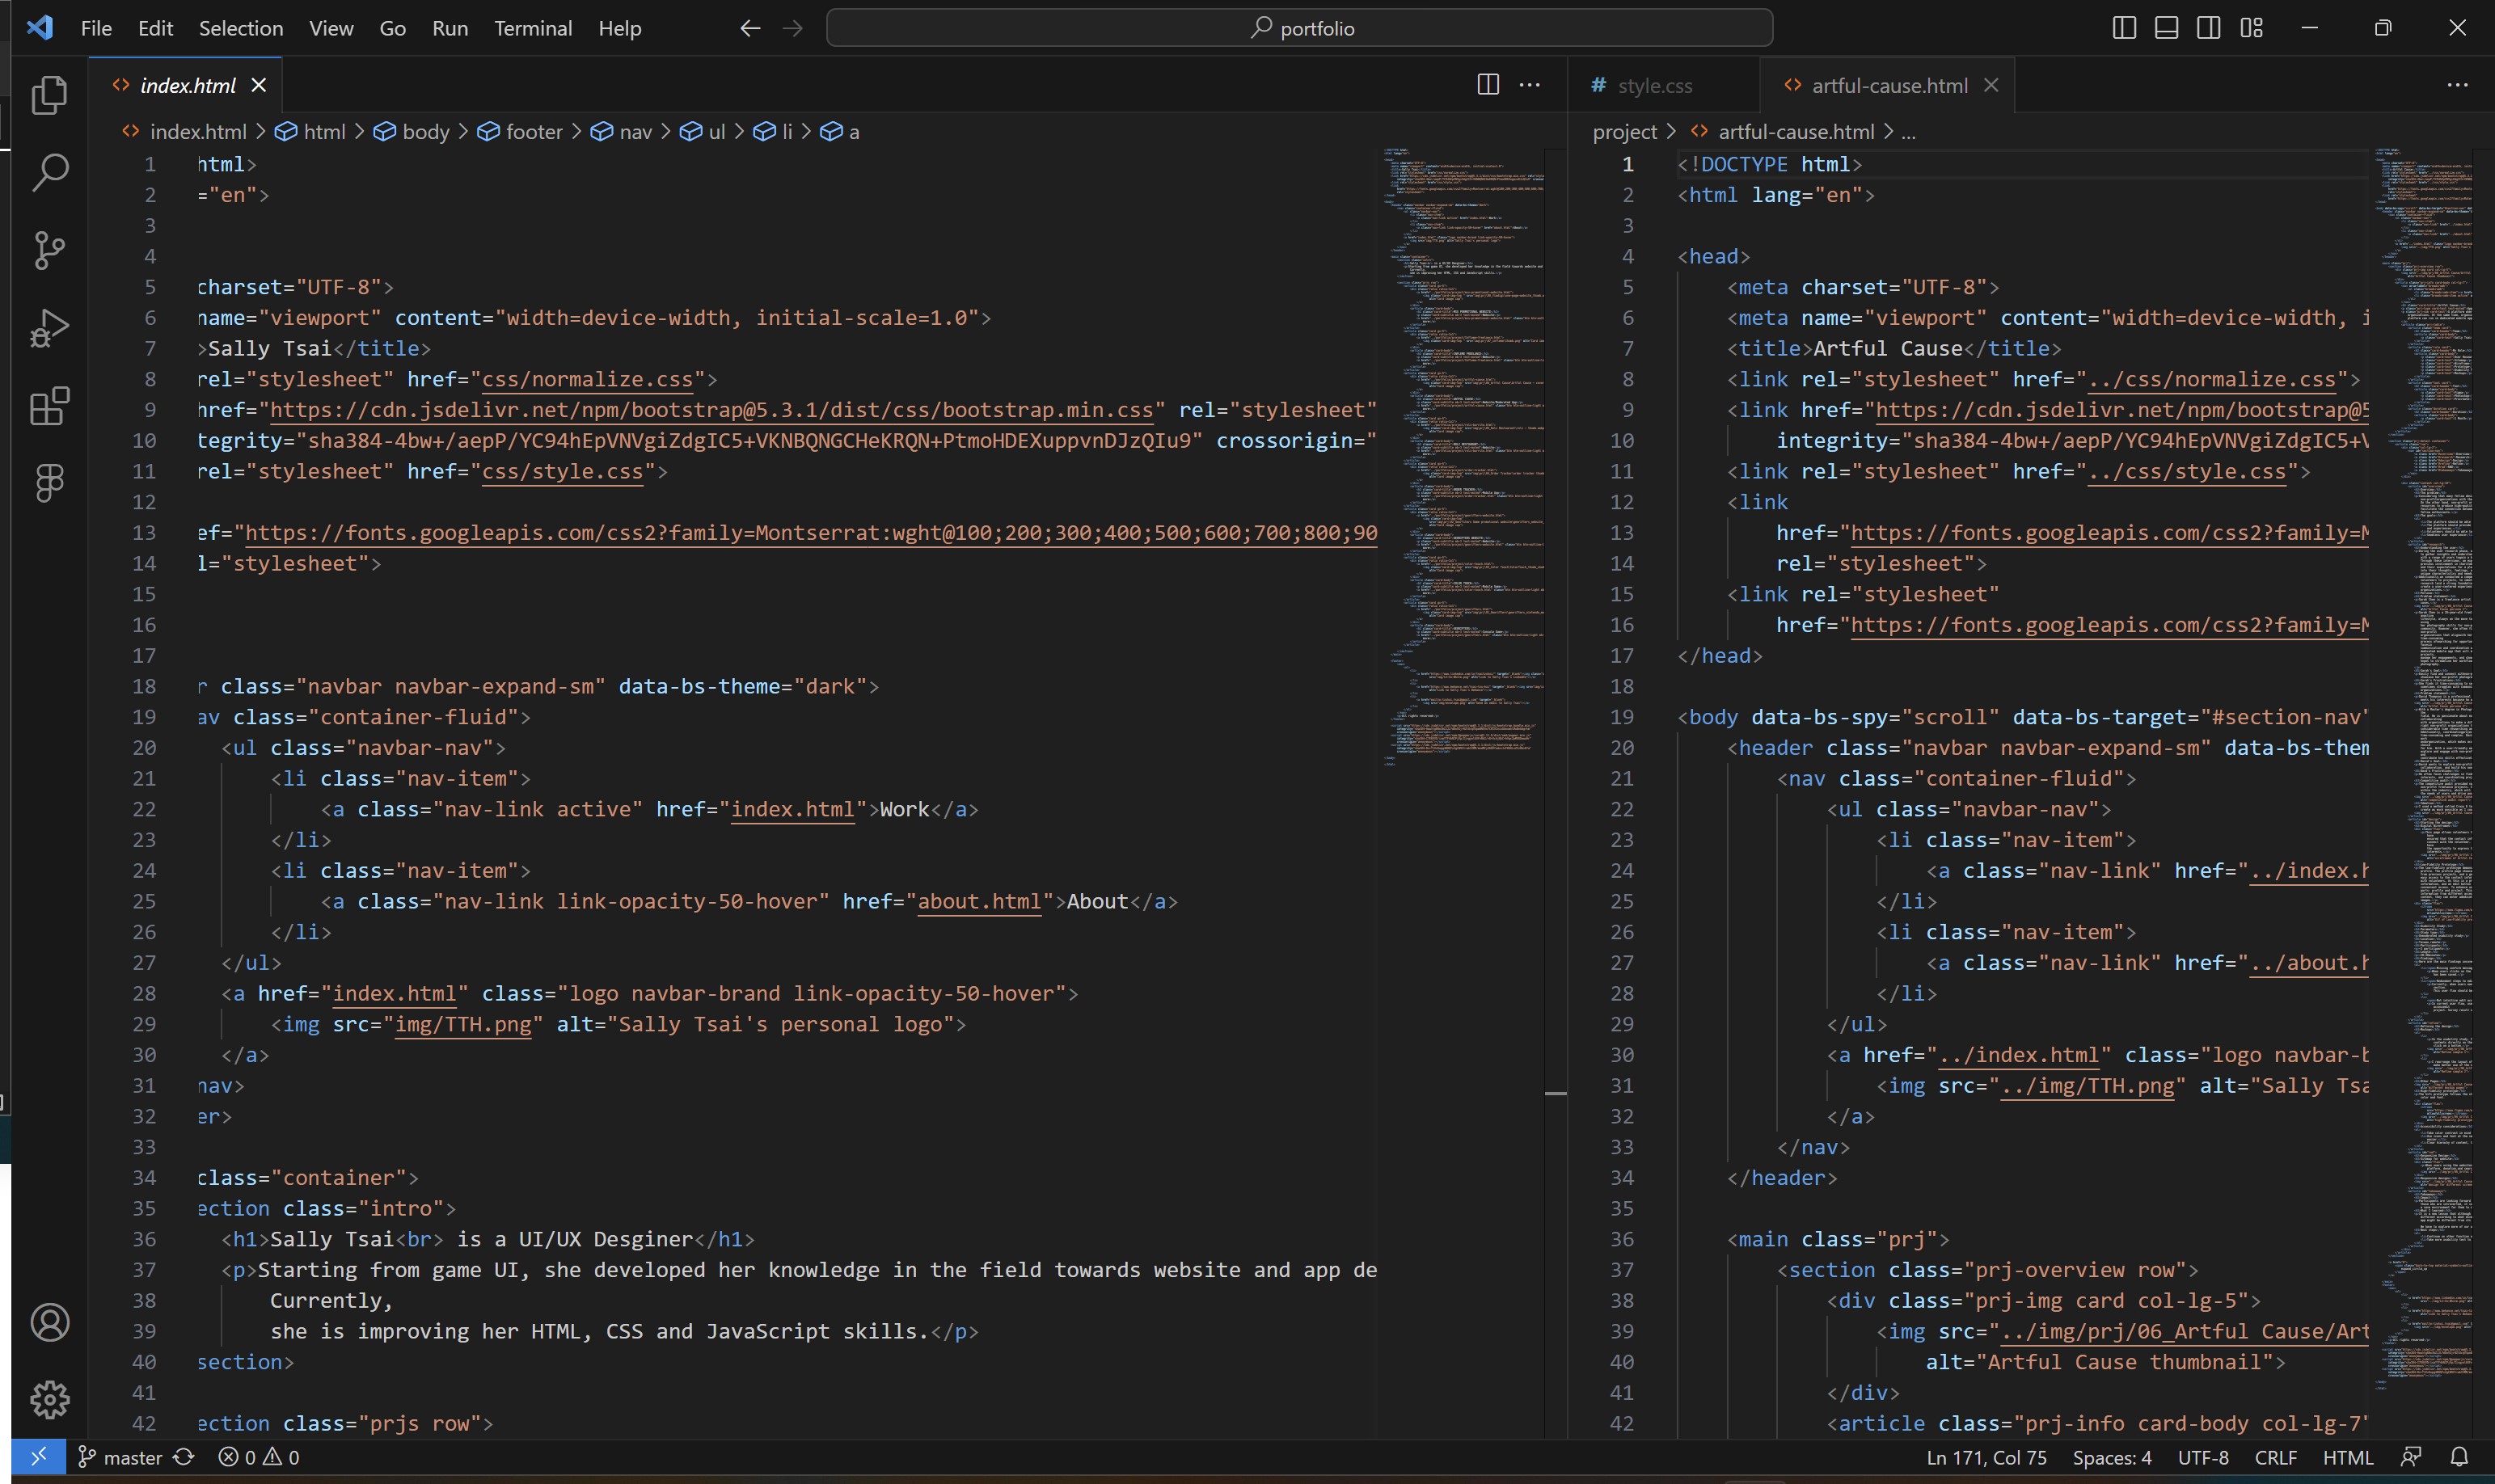 File Edit Selection View Go Run Terminal Help
portfolio
index.html
index.html > html > body > footer > nav > ul > li > a
1 html>
2 ="en">
3
4
5 charset="UTF-8">
6 name="viewport" content="width=device-width, initial-scale=1.0">
7 >Sally Tsai</title>
8 rel="stylesheet" href="css/normalize.css">
9 href="https://cdn.jsdelivr.net/npm/bootstrap@5.3.1/dist/css/bootstrap.min.css" rel="stylesheet"
10 tegrity="sha384-4bw+/aepP/YC94hEpVNVgiZdgIC5+VKNBQNGCHeKRQN+PtmoHDEXuppvnDJzQIu9" crossorigin="
11 rel="stylesheet" href="css/style.css">
12
13 ef="https://fonts.googleapis.com/css2?family=Montserrat:wght@100;200;300;400;500;600;700;800;90
14 l="stylesheet">
15
16
17
18 r class="navbar navbar-expand-sm" data-bs-theme="dark">
19 av class="container-fluid">
20 <ul class="navbar-nav">
21 <li class="nav-item">
22 <a class="nav-link active" href="index.html">Work</a>
23 </li>
24 <li class="nav-item">
25 <a class="nav-link link-opacity-50-hover" href="about.html">About</a>
26 </li>
27 </ul>
28 <a href="index.html" class="logo navbar-brand link-opacity-50-hover">
29 <img src="img/TTH.png" alt="Sally Tsai's personal logo">
30 </a>
31 nav>
32 er>
33
34 class="container">
35 ection class="intro">
36 <h1>Sally Tsai<br> is a UI/UX Desginer</h1>
37 <p>Starting from game UI, she developed her knowledge in the field towards website and app de
38 Currently,
39 she is improving her HTML, CSS and JavaScript skills.</p>
40 section>
41
42 ection class="prjs row">
# style.css
artful-cause.html
project > artful-cause.html > ...
1 <!DOCTYPE html>
2 <html lang="en">
3
4 <head>
5 <meta charset="UTF-8">
6 <meta name="viewport" content="width=device-width, i
7 <title>Artful Cause</title>
8 <link rel="stylesheet" href="../css/normalize.css">
9 <link href="https://cdn.jsdelivr.net/npm/bootstrap@5
10 integrity="sha384-4bw+/aepP/YC94hEpVNVgiZdgIC5+V
11 <link rel="stylesheet" href="../css/style.css">
12 <link
13 href="https://fonts.googleapis.com/css2?family=M
14 rel="stylesheet">
15 <link rel="stylesheet"
16 href="https://fonts.googleapis.com/css2?family=M
17 </head>
18
19 <body data-bs-spy="scroll" data-bs-target="#section-nav"
20 <header class="navbar navbar-expand-sm" data-bs-them
21 <nav class="container-fluid">
22 <ul class="navbar-nav">
23 <li class="nav-item">
24 <a class="nav-link" href="../index.h
25 </li>
26 <li class="nav-item">
27 <a class="nav-link" href="../about.h
28 </li>
29 </ul>
30 <a href="../index.html" class="logo navbar-b
31 <img src="../img/TTH.png" alt="Sally Tsa
32 </a>
33 </nav>
34 </header>
35
36 <main class="prj">
37 <section class="prj-overview row">
38 <div class="prj-img card col-lg-5">
39 <img src="../img/prj/06_Artful Cause/Art
40 alt="Artful Cause thumbnail">
41 </div>
42 <article class="prj-info card-body col-lg-7"
master 0 0 Ln 171, Col 75 Spaces: 4 UTF-8 CRLF HTML